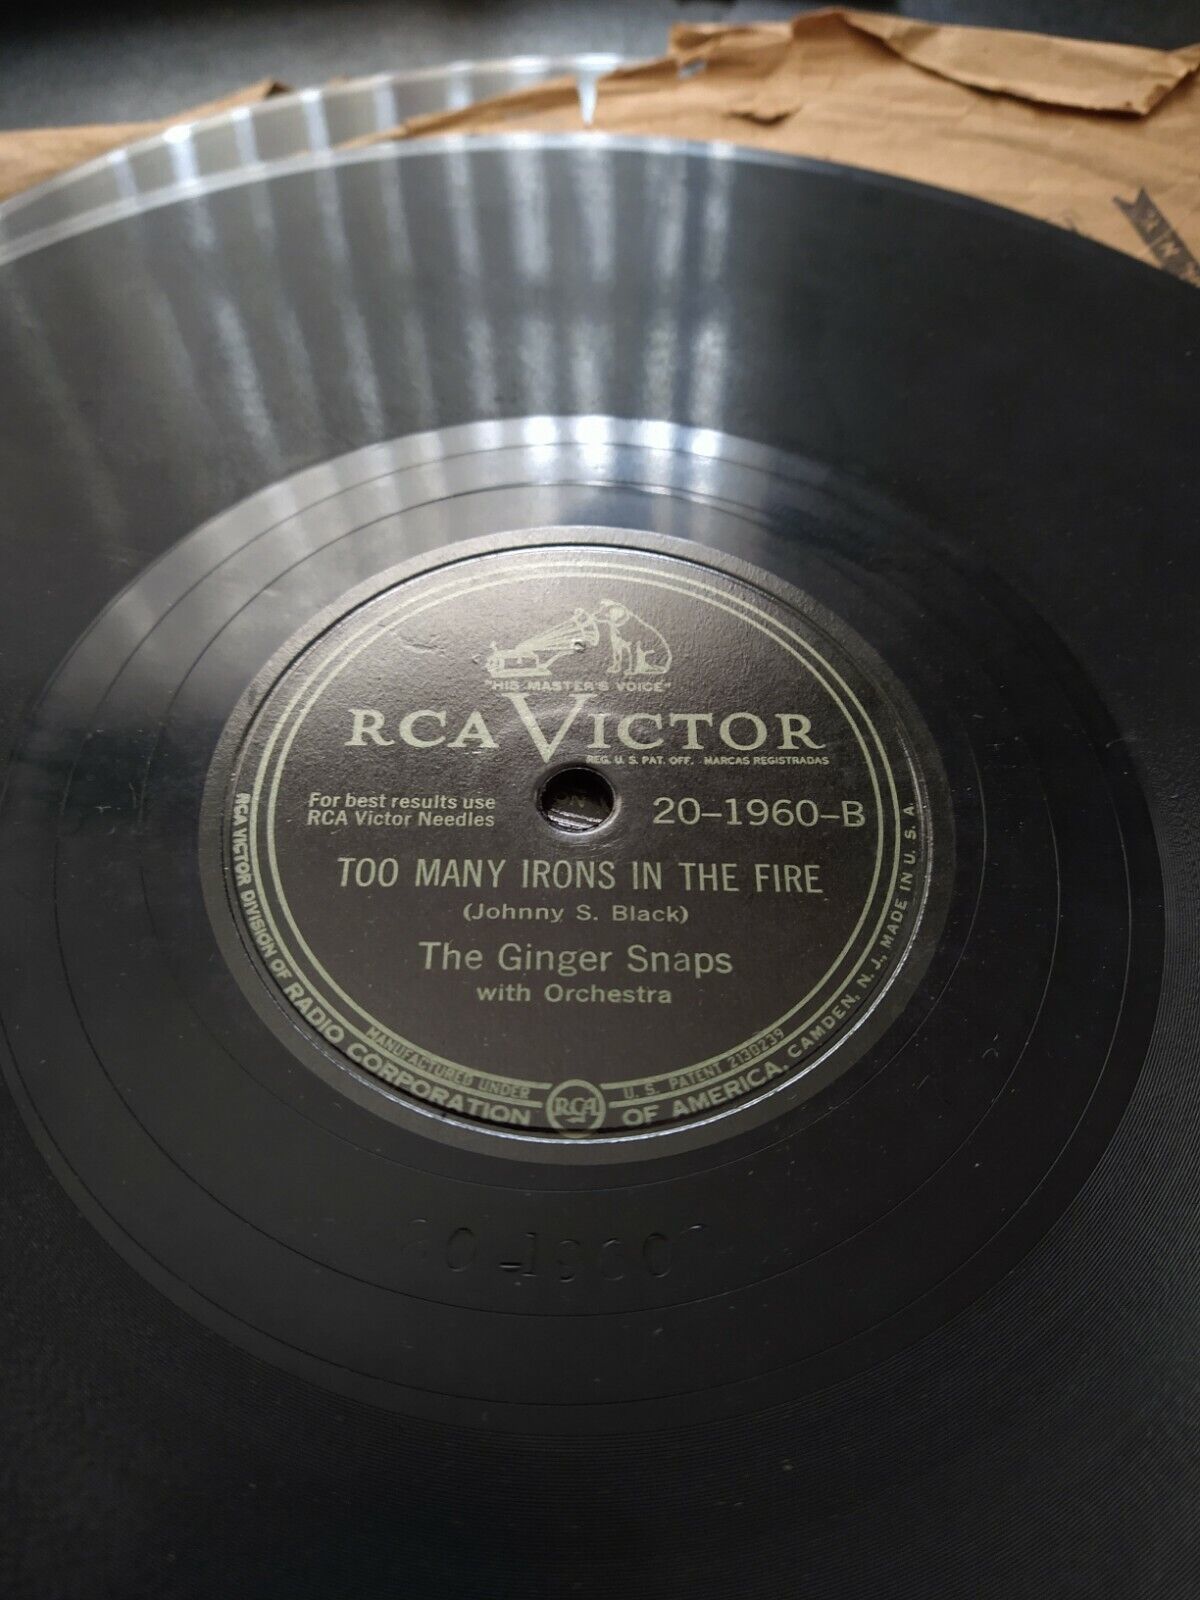 "HIS MASTER'S VOICE"
RCA VICTOR
REG. U. S. PAT. OFF. MARCAS REGISTRADAS
For best results use
RCA Victor Needles
20-1960-B
TOO MANY IRONS IN THE FIRE
(Johnny S. Black)
The Ginger Snaps
with Orchestra
MANUFACTURED UNDER
U. S. PATENT 2130239
RCA VICTOR DIVISION OF RADIO CORPORATION
RCA
OF AMERICA, CAMDEN, N. J., MADE IN U. S. A.